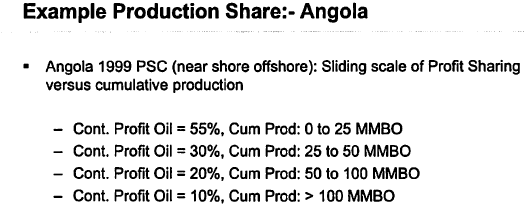 Example Production Share:- Angola
▪ Angola 1999 PSC (near shore offshore): Sliding scale of Profit Sharing
versus cumulative production
– Cont. Profit Oil = 55%, Cum Prod: 0 to 25 MMBO
– Cont. Profit Oil = 30%, Cum Prod: 25 to 50 MMBO
– Cont. Profit Oil = 20%, Cum Prod: 50 to 100 MMBO
– Cont. Profit Oil = 10%, Cum Prod: > 100 MMBO